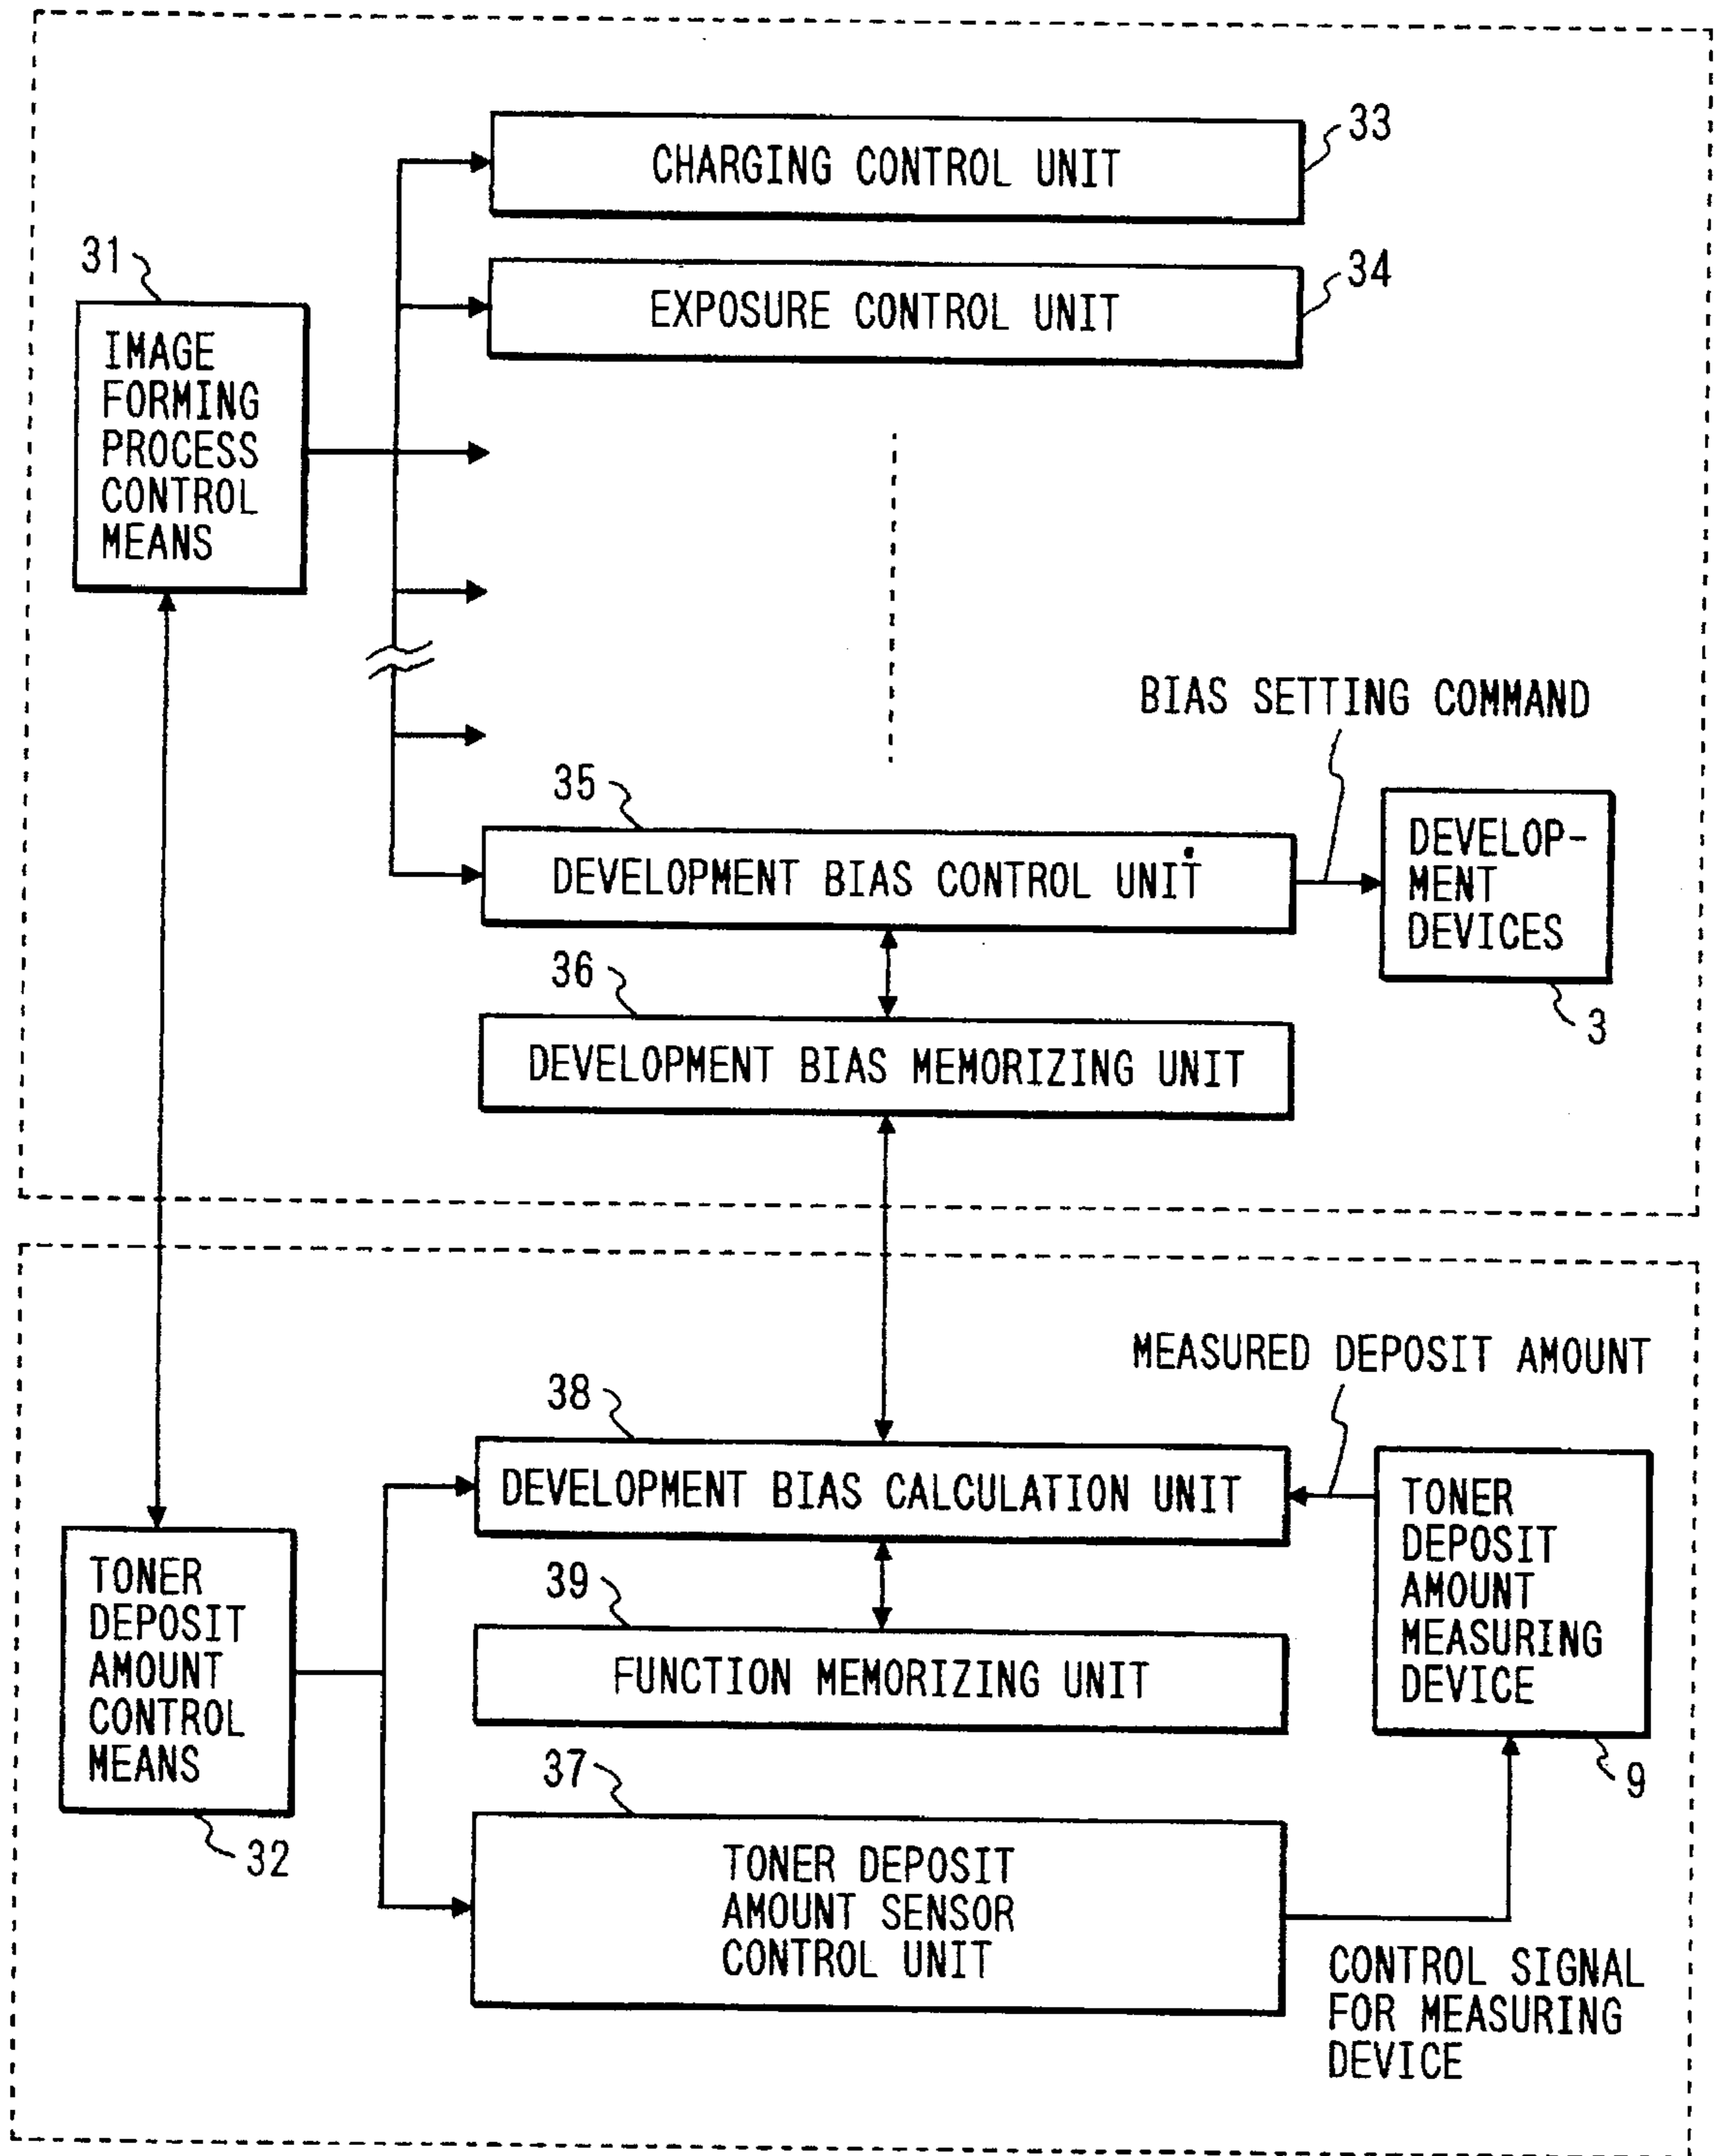 33
CHARGING CONTROL UNIT
34
EXPOSURE CONTROL UNIT
31
IMAGE
FORMING
PROCESS
CONTROL
MEANS
BIAS SETTING COMMAND
35
DEVELOPMENT BIAS CONTROL UNIT
DEVELOP-
MENT
DEVICES
3
36
DEVELOPMENT BIAS MEMORIZING UNIT
MEASURED DEPOSIT AMOUNT
38
DEVELOPMENT BIAS CALCULATION UNIT
TONER
DEPOSIT
AMOUNT
MEASURING
DEVICE
9
39
FUNCTION MEMORIZING UNIT
TONER
DEPOSIT
AMOUNT
CONTROL
MEANS
32
37
TONER DEPOSIT
AMOUNT SENSOR
CONTROL UNIT
CONTROL SIGNAL
FOR MEASURING
DEVICE